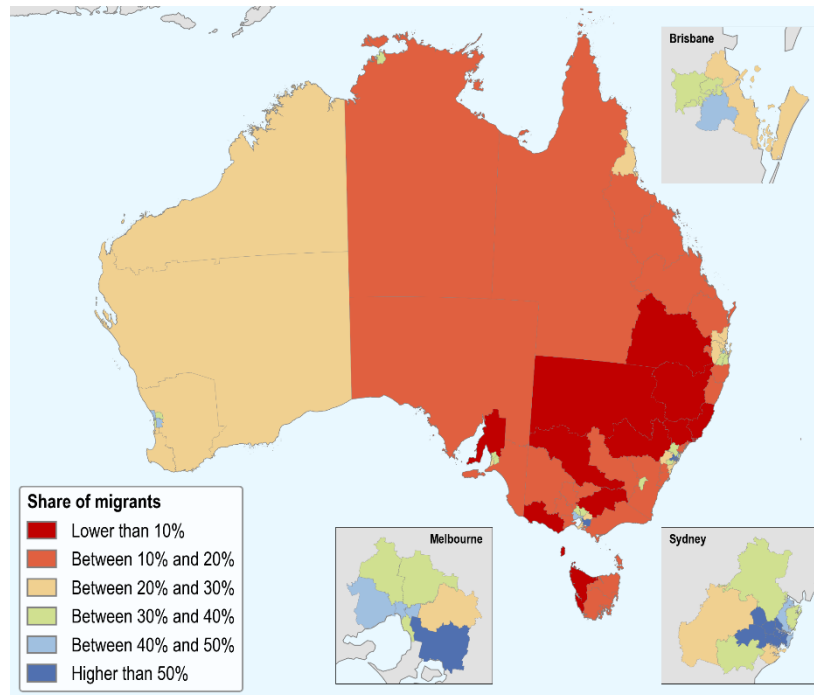 Brisbane
Share of migrants
Lower than 10%
Between 10% and 20%
Between 20% and 30%
Between 30% and 40%
Between 40% and 50%
Higher than 50%
Melbourne
Sydney